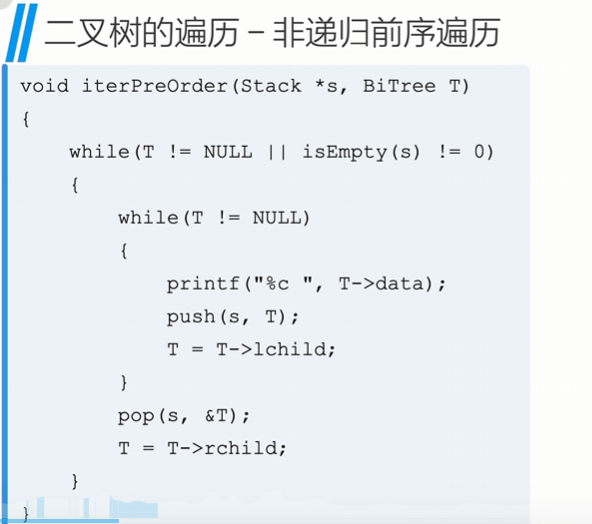 二叉树的遍历 – 非递归前序遍历
void iterPreOrder(Stack *s, BiTree T)
{
while(T != NULL || isEmpty(s) != 0)
{
while(T != NULL)
{
printf("%c ", T->data);
push(s, T);
T = T->lchild;
}
pop(s, &T);
T = T->rchild;
}
}